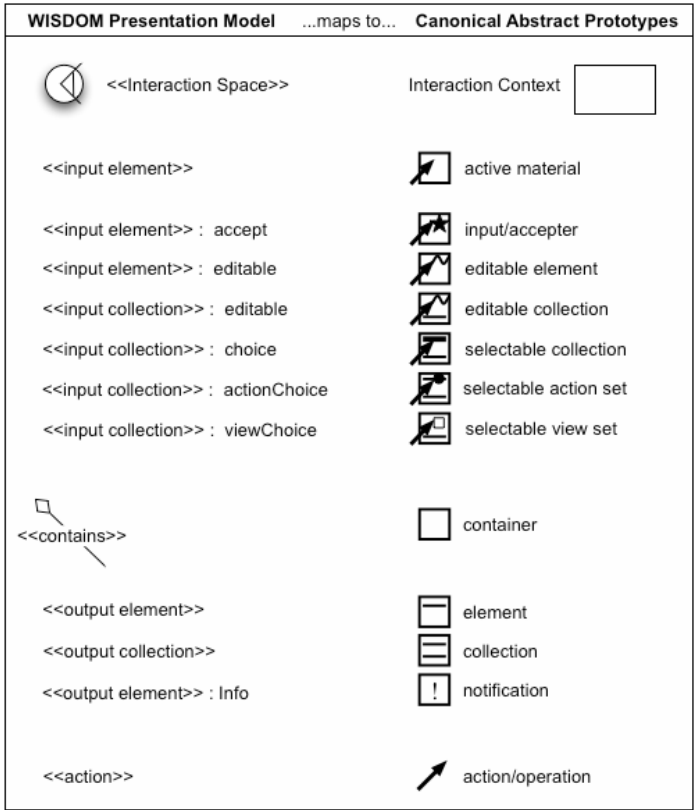 WISDOM Presentation Model ...maps to... Canonical Abstract Prototypes
<<Interaction Space>> Interaction Context
<<input element>> active material
<<input element>> : accept input/accepter
<<input element>> : editable editable element
<<input collection>> : editable editable collection
<<input collection>> : choice selectable collection
<<input collection>> : actionChoice selectable action set
<<input collection>> : viewChoice selectable view set
<<contains>> container
<<output element>> element
<<output collection>> collection
<<output element>> : Info ! notification
<<action>> action/operation